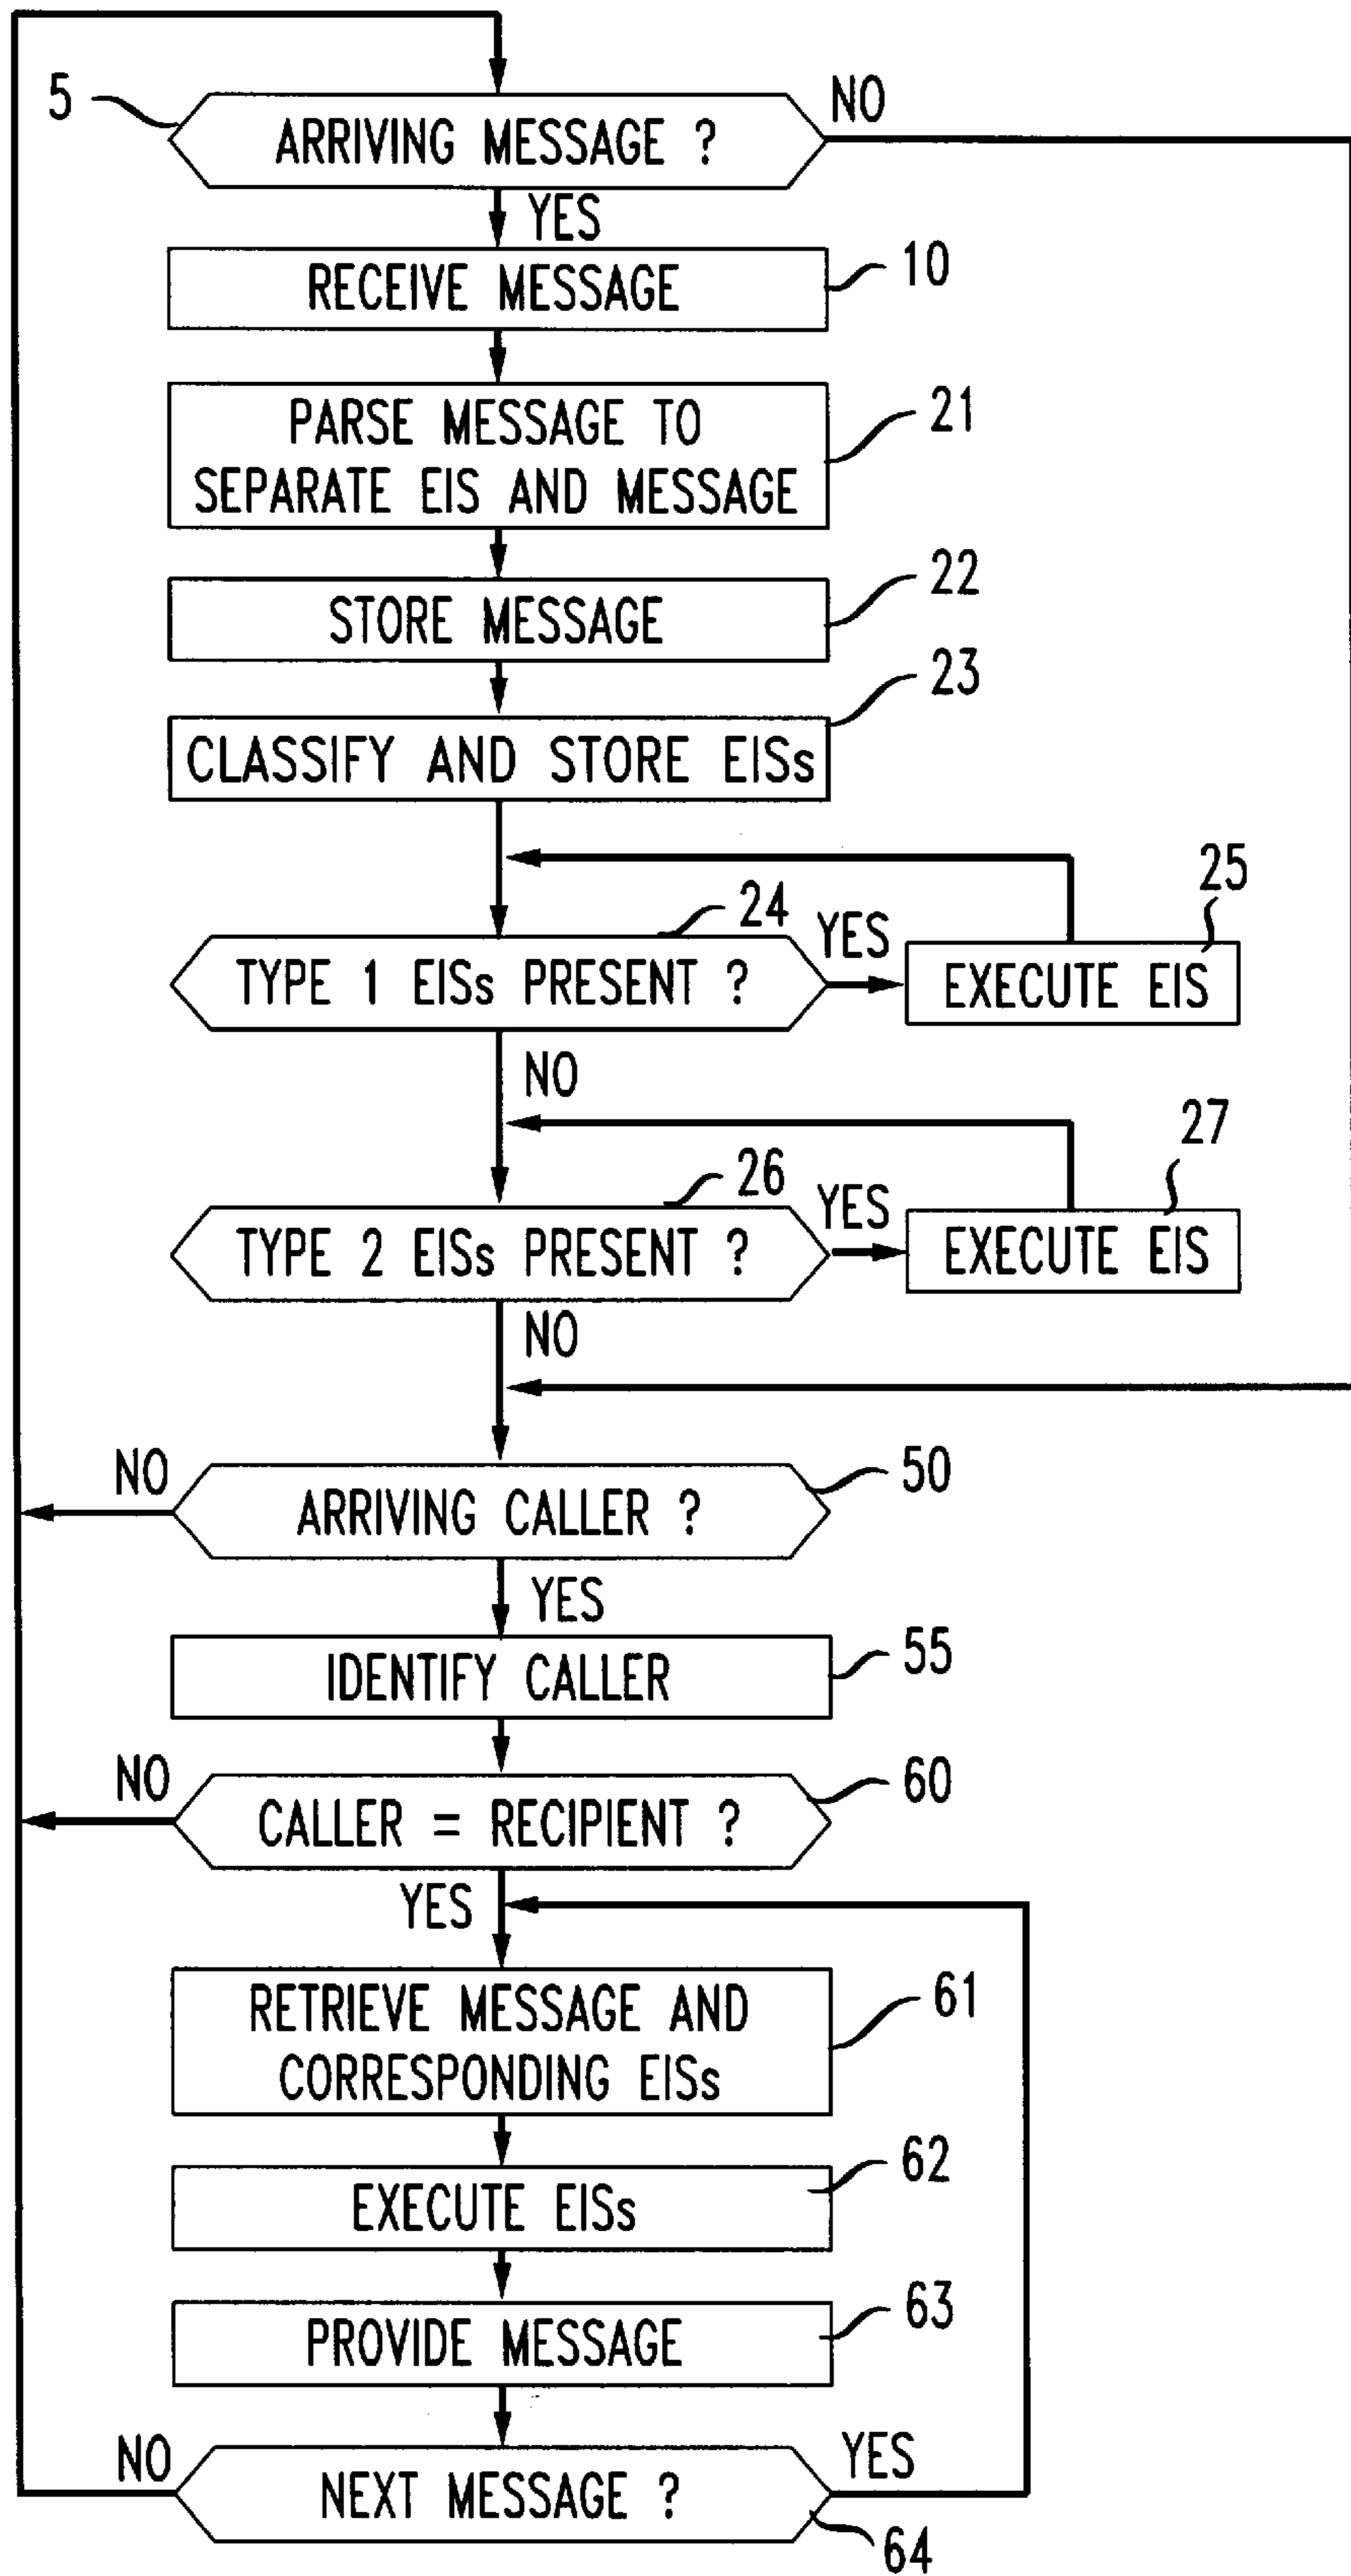 5
ARRIVING MESSAGE ?
NO
YES
RECEIVE MESSAGE
10
PARSE MESSAGE TO
SEPARATE EIS AND MESSAGE
21
STORE MESSAGE
22
CLASSIFY AND STORE EISs
23
24
TYPE 1 EISs PRESENT ?
YES
25
EXECUTE EIS
NO
26
TYPE 2 EISs PRESENT ?
YES
27
EXECUTE EIS
NO
NO
ARRIVING CALLER ?
50
YES
IDENTIFY CALLER
55
NO
CALLER = RECIPIENT ?
60
YES
RETRIEVE MESSAGE AND
CORRESPONDING EISs
61
EXECUTE EISs
62
PROVIDE MESSAGE
63
NO
NEXT MESSAGE ?
YES
64